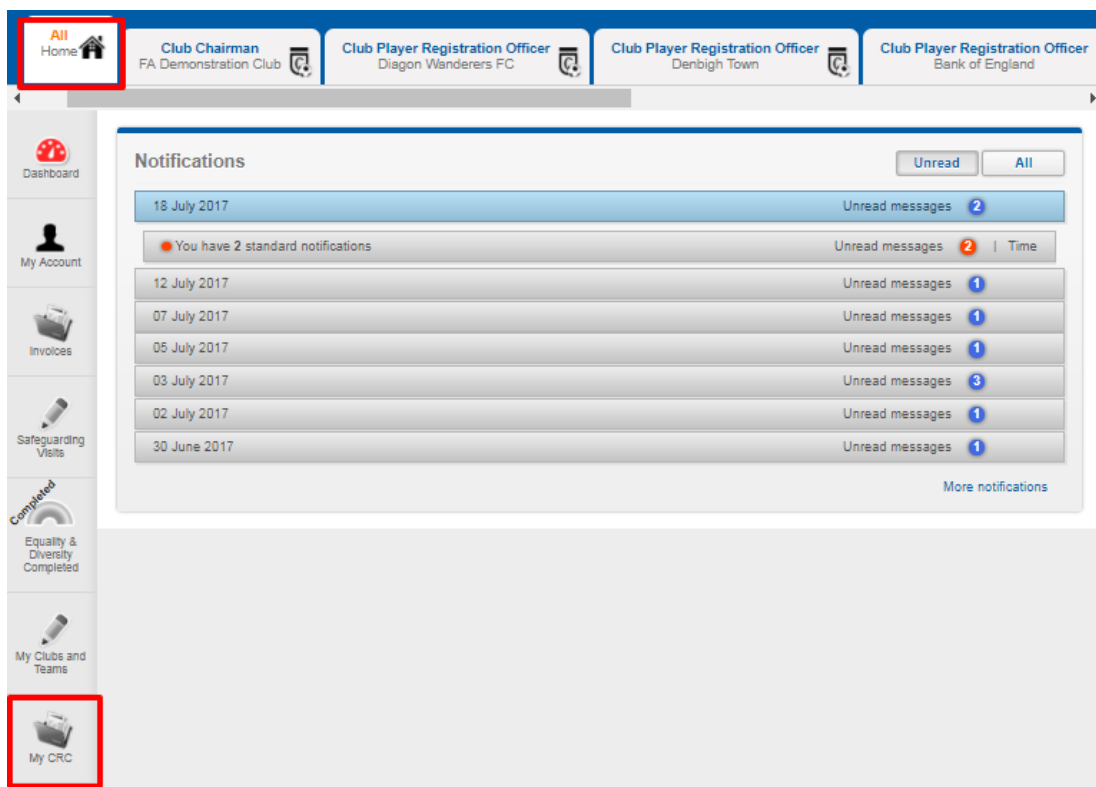 All
Home
Club Chairman
FA Demonstration Club
Club Player Registration Officer
Diagon Wanderers FC
Club Player Registration Officer
Denbigh Town
Club Player Registration Officer
Bank of England
Dashboard
My Account
Invoices
Safeguarding
Visits
Completed
Equality &
Diversity
Completed
My Clubs and
Teams
My CRC
Notifications
Unread
All
18 July 2017 Unread messages 2
You have 2 standard notifications Unread messages 2 | Time
12 July 2017 Unread messages 1
07 July 2017 Unread messages 1
05 July 2017 Unread messages 1
03 July 2017 Unread messages 3
02 July 2017 Unread messages 1
30 June 2017 Unread messages 1
More notifications